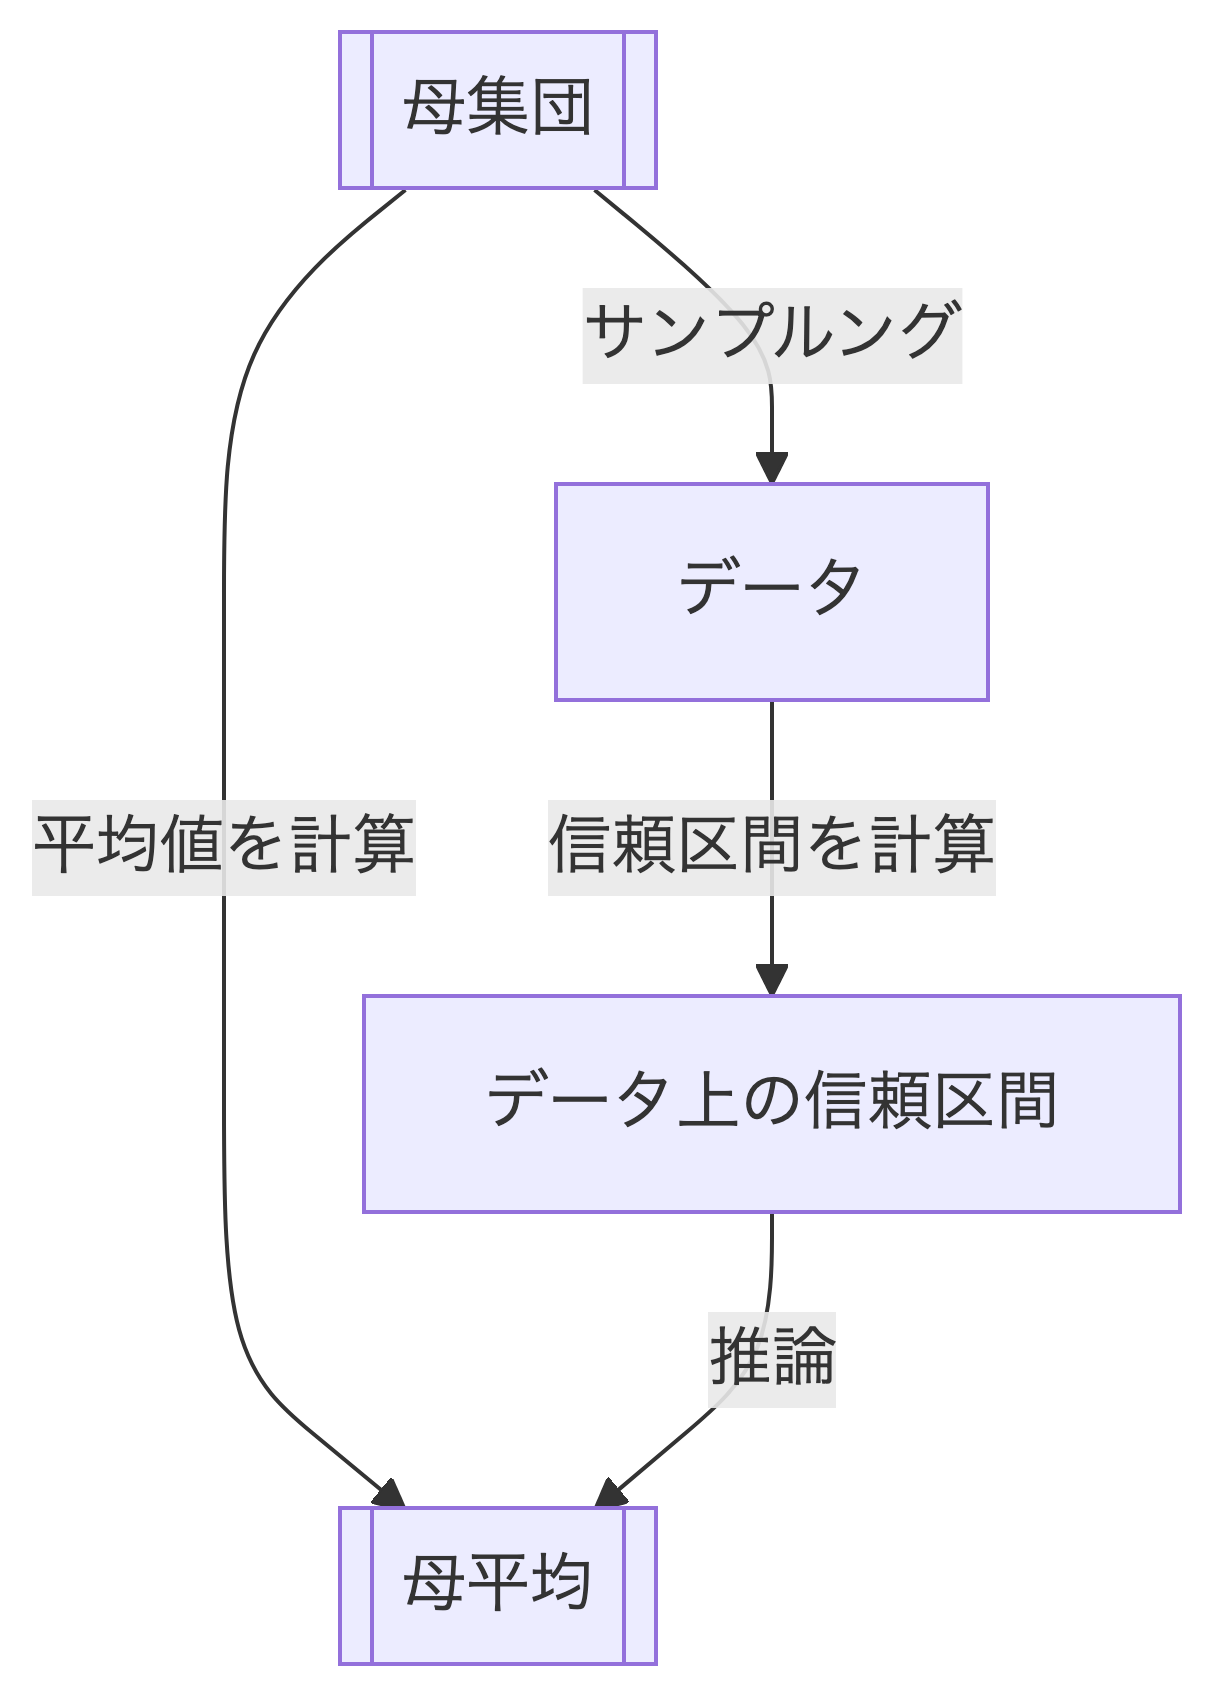 母集団
サンプルング
データ
平均値を計算
信頼区間を計算
データ上の信頼区間
推論
母平均